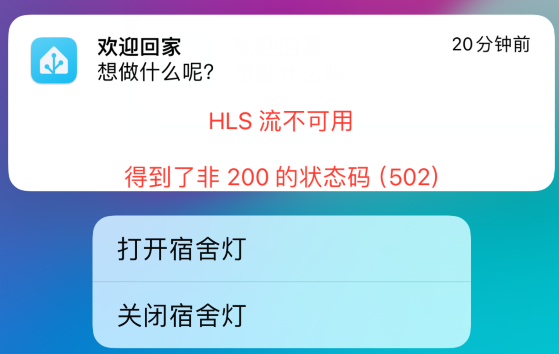 欢迎回家
20分钟前
想做什么呢?
HLS 流不可用
得到了非 200 的状态码（502）
打开宿舍灯
关闭宿舍灯